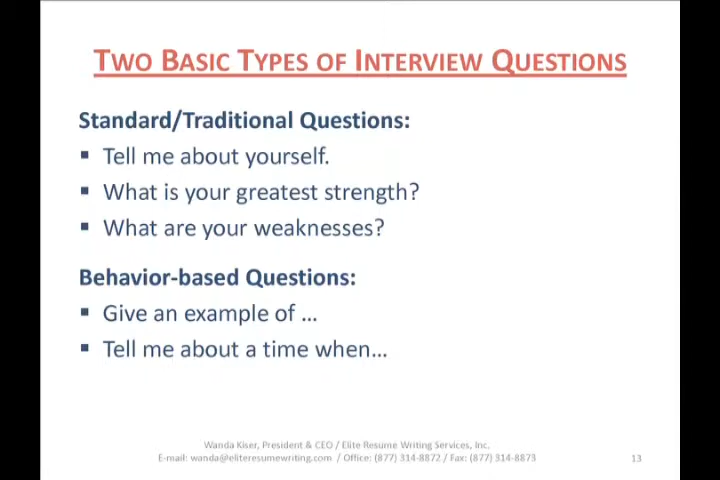 TWO BASIC TYPES OF INTERVIEW QUESTIONS
Standard/Traditional Questions:
▪ Tell me about yourself.
▪ What is your greatest strength?
▪ What are your weaknesses?
Behavior-based Questions:
▪ Give an example of …
▪ Tell me about a time when…
Wanda Kiser, President & CEO / Elite Resume Writing Services, Inc.
E-mail: wanda@eliteresumewriting.com / Office: (877) 314-8872 / Fax: (877) 314-8873
13